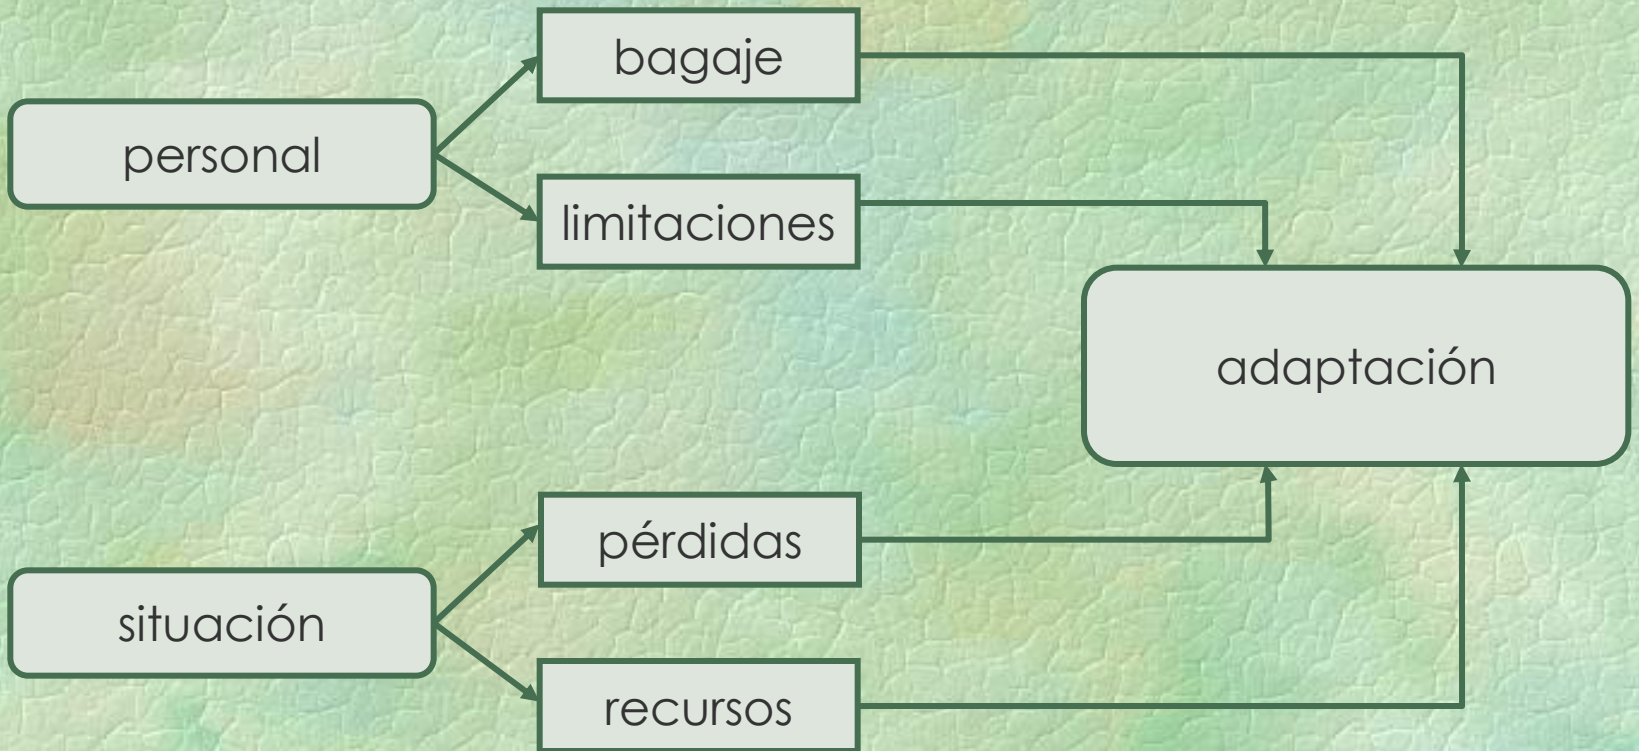 bagaje
personal
limitaciones
adaptación
pérdidas
situación
recursos